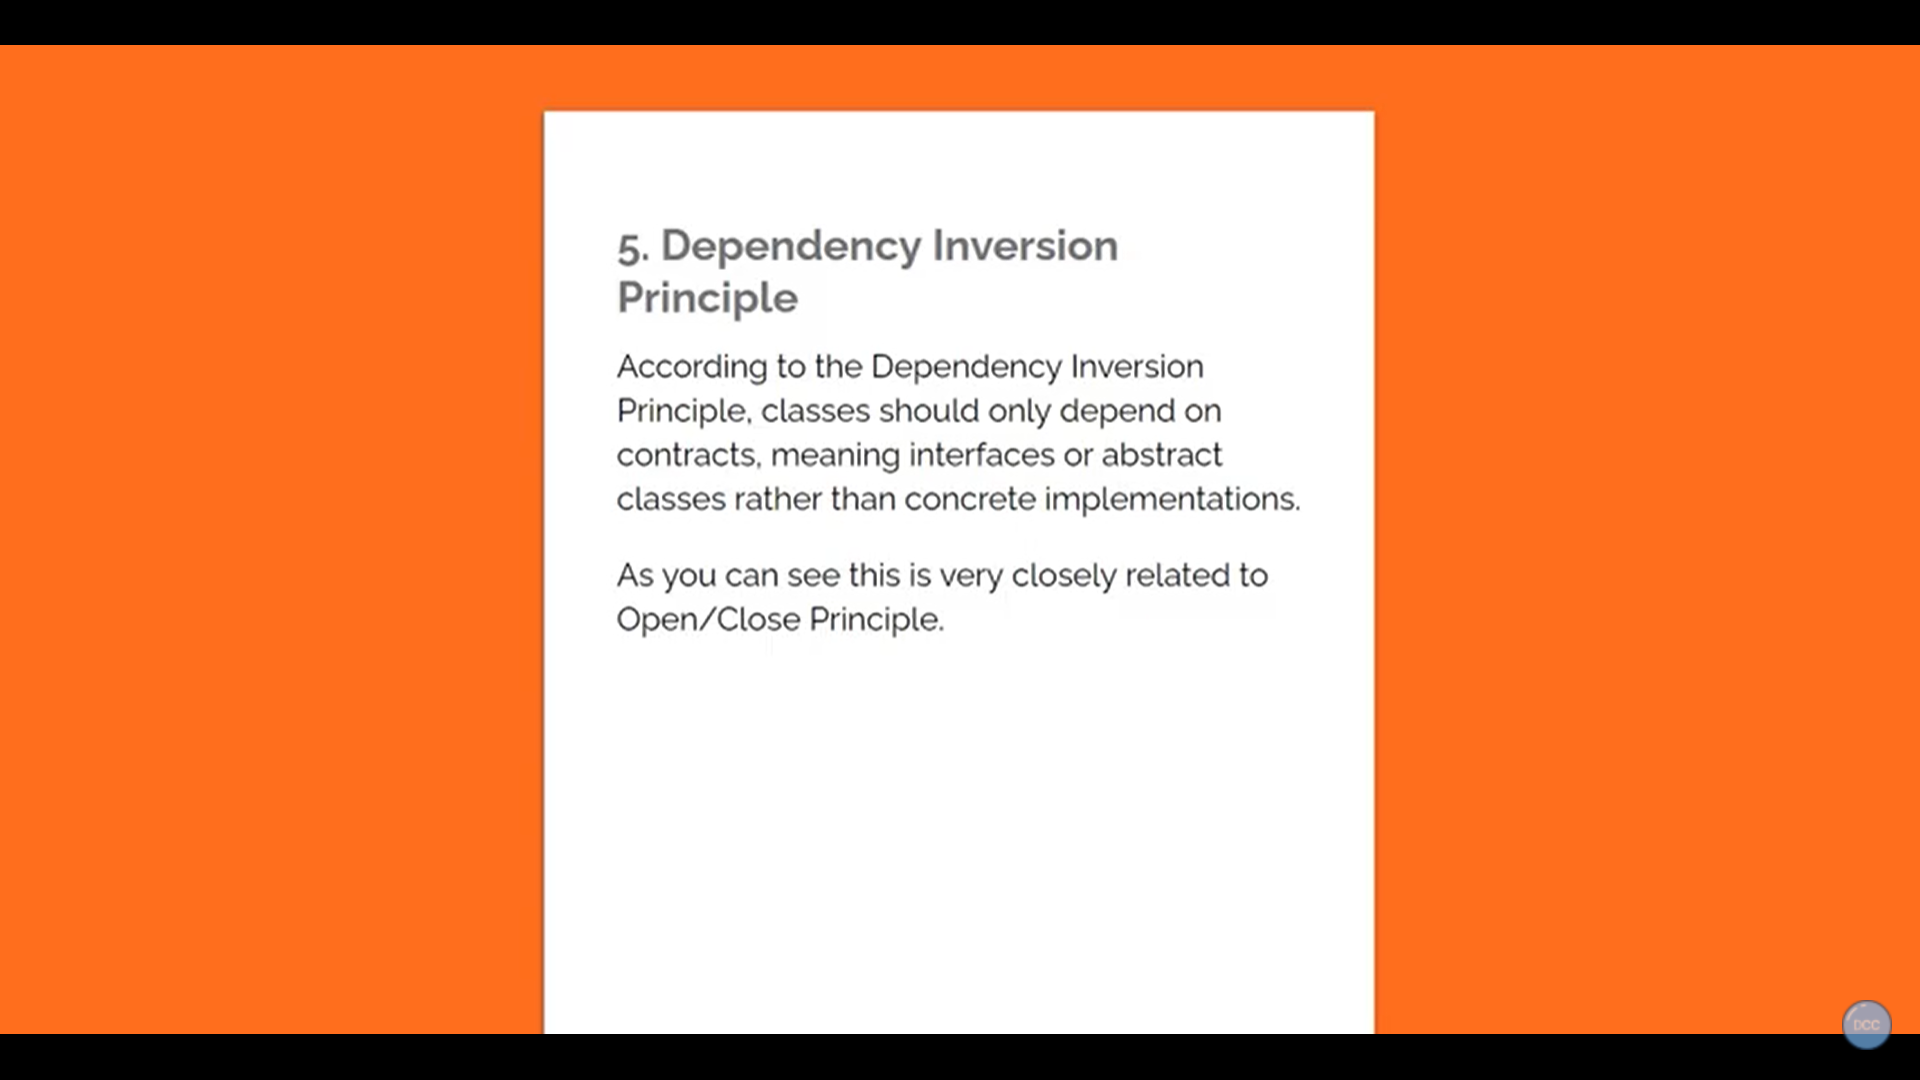 5. Dependency Inversion
Principle
According to the Dependency Inversion
Principle, classes should only depend on
contracts, meaning interfaces or abstract
classes rather than concrete implementations.
As you can see this is very closely related to
Open/Close Principle.
DCC